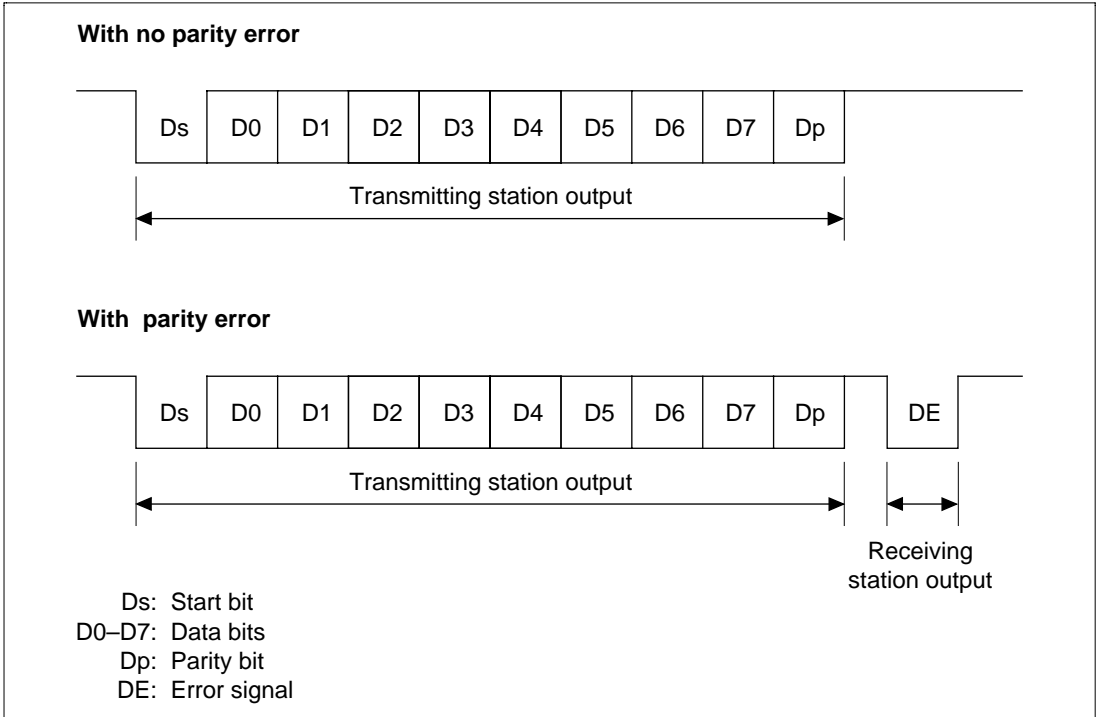 With no parity error
Ds D0 D1 D2 D3 D4 D5 D6 D7 Dp
Transmitting station output
With  parity error
Ds D0 D1 D2 D3 D4 D5 D6 D7 Dp DE
Transmitting station output
Receiving
station output
Ds: Start bit
D0–D7: Data bits
Dp: Parity bit
DE: Error signal